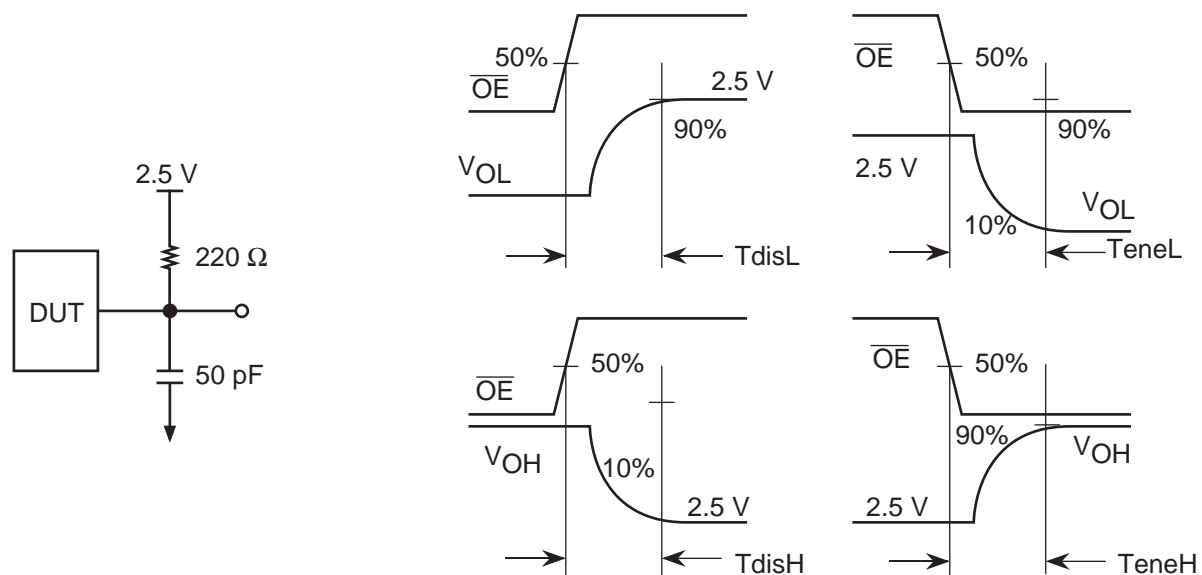 2.5 V
220 Ω
DUT
50 pF
50%
OE
2.5 V
90%
VOL
TdisL
OE
50%
2.5 V
90%
10%
VOL
TeneL
50%
OE
VOH
10%
2.5 V
TdisH
OE
50%
90%
VOH
2.5 V
TeneH